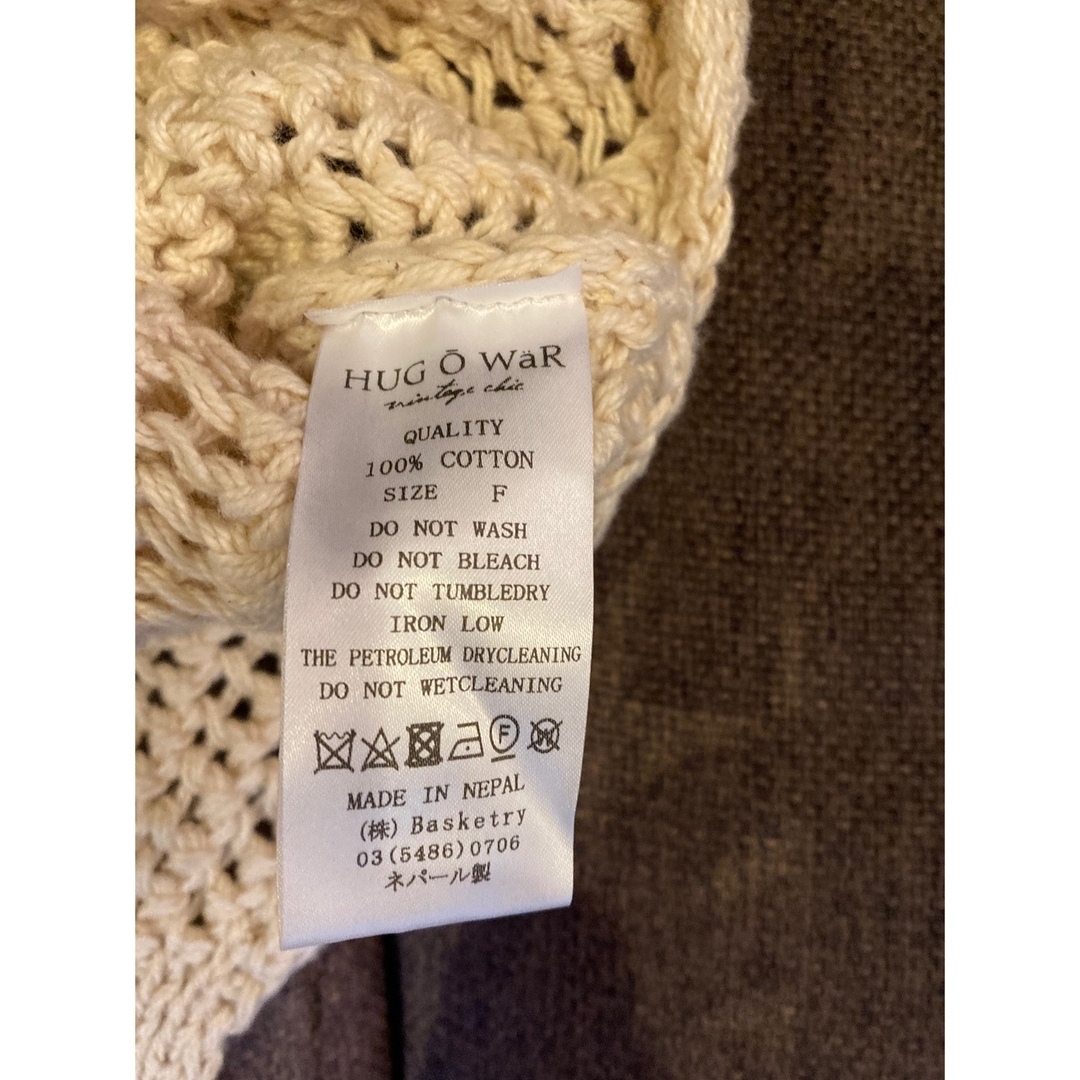 HUG Ō WäR
vintage chic
QUALITY
100% COTTON
SIZE F
DO NOT WASH
DO NOT BLEACH
DO NOT TUMBLEDRY
IRON LOW
THE PETROLEUM DRYCLEANING
DO NOT WETCLEANING
F W
MADE IN NEPAL
(株) Basketry
03(5486)0706
ネパール製